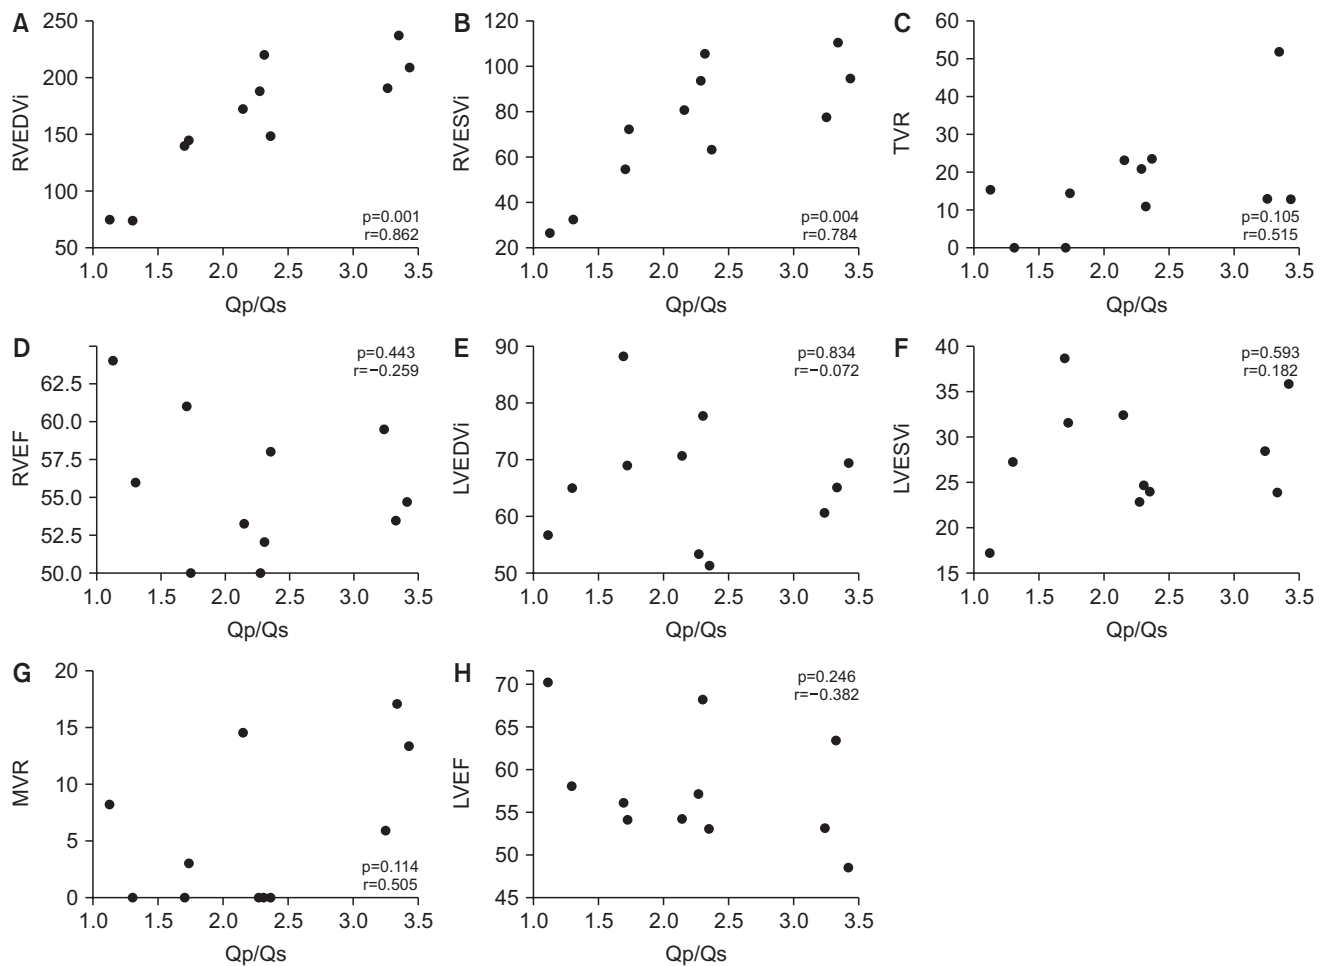 A
250
200
150
100
50
RVEDVi
p=0.001
r=0.862
1.0 1.5 2.0 2.5 3.0 3.5
Qp/Qs
B
120
100
80
60
40
20
RVESVi
p=0.004
r=0.784
1.0 1.5 2.0 2.5 3.0 3.5
Qp/Qs
C
60
50
40
30
20
10
0
TVR
p=0.105
r=0.515
1.0 1.5 2.0 2.5 3.0 3.5
Qp/Qs
D
62.5
60.0
57.5
55.0
52.5
50.0
RVEF
p=0.443
r=−0.259
1.0 1.5 2.0 2.5 3.0 3.5
Qp/Qs
E
90
80
70
60
50
LVEDVi
p=0.834
r=−0.072
1.0 1.5 2.0 2.5 3.0 3.5
Qp/Qs
F
40
35
30
25
20
15
LVESVi
p=0.593
r=0.182
1.0 1.5 2.0 2.5 3.0 3.5
Qp/Qs
G
20
15
10
5
0
MVR
p=0.114
r=0.505
1.0 1.5 2.0 2.5 3.0 3.5
Qp/Qs
H
70
65
60
55
50
45
LVEF
p=0.246
r=−0.382
1.0 1.5 2.0 2.5 3.0 3.5
Qp/Qs